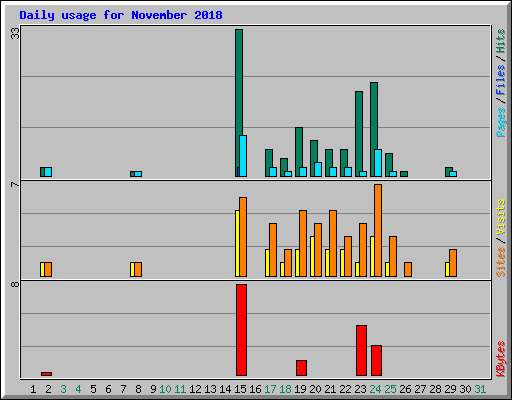 Daily usage for November 2018
33
Pages / Files / Hits
7
Sites / Visits
8
KBytes
1 2 3 4 5 6 7 8 9 10 11 12 13 14 15 16 17 18 19 20 21 22 23 24 25 26 27 28 29 30 31